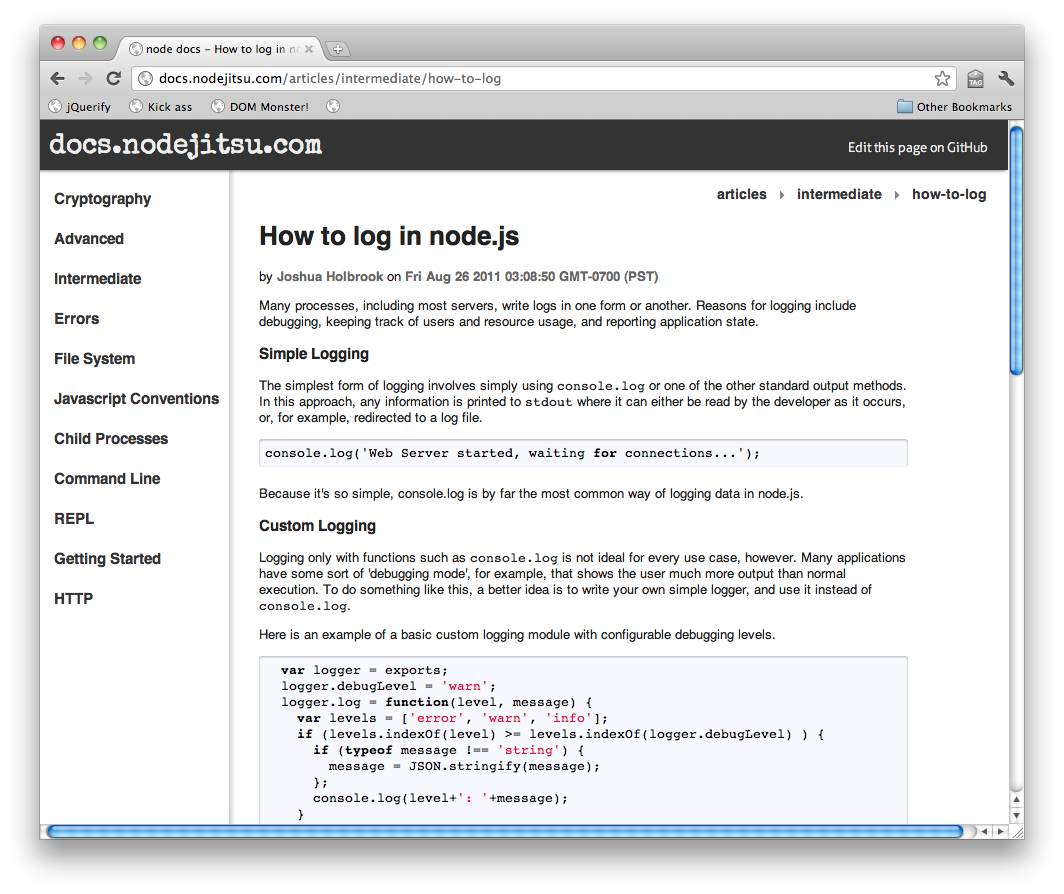 node docs – How to log in no
docs.nodejitsu.com/articles/intermediate/how-to-log
TAG
jQuerify
Kick ass
DOM Monster!
Other Bookmarks
docs.nodejitsu.com
Edit this page on GitHub
Cryptography
Advanced
Intermediate
Errors
File System
Javascript Conventions
Child Processes
Command Line
REPL
Getting Started
HTTP
articles
intermediate
how-to-log
How to log in node.js
by Joshua Holbrook on Fri Aug 26 2011 03:08:50 GMT-0700 (PST)
Many processes, including most servers, write logs in one form or another. Reasons for logging include
debugging, keeping track of users and resource usage, and reporting application state.
Simple Logging
The simplest form of logging involves simply using console.log or one of the other standard output methods.
In this approach, any information is printed to stdout where it can either be read by the developer as it occurs,
or, for example, redirected to a log file.
console.log('Web Server started, waiting for connections...');
Because it's so simple, console.log is by far the most common way of logging data in node.js.
Custom Logging
Logging only with functions such as console.log is not ideal for every use case, however. Many applications
have some sort of 'debugging mode', for example, that shows the user much more output than normal
execution. To do something like this, a better idea is to write your own simple logger, and use it instead of
console.log.
Here is an example of a basic custom logging module with configurable debugging levels.
var logger = exports;
logger.debugLevel = 'warn';
logger.log = function(level, message) {
var levels = ['error', 'warn', 'info'];
if (levels.indexOf(level) >= levels.indexOf(logger.debugLevel) ) {
if (typeof message !== 'string') {
message = JSON.stringify(message);
};
console.log(level+': '+message);
}